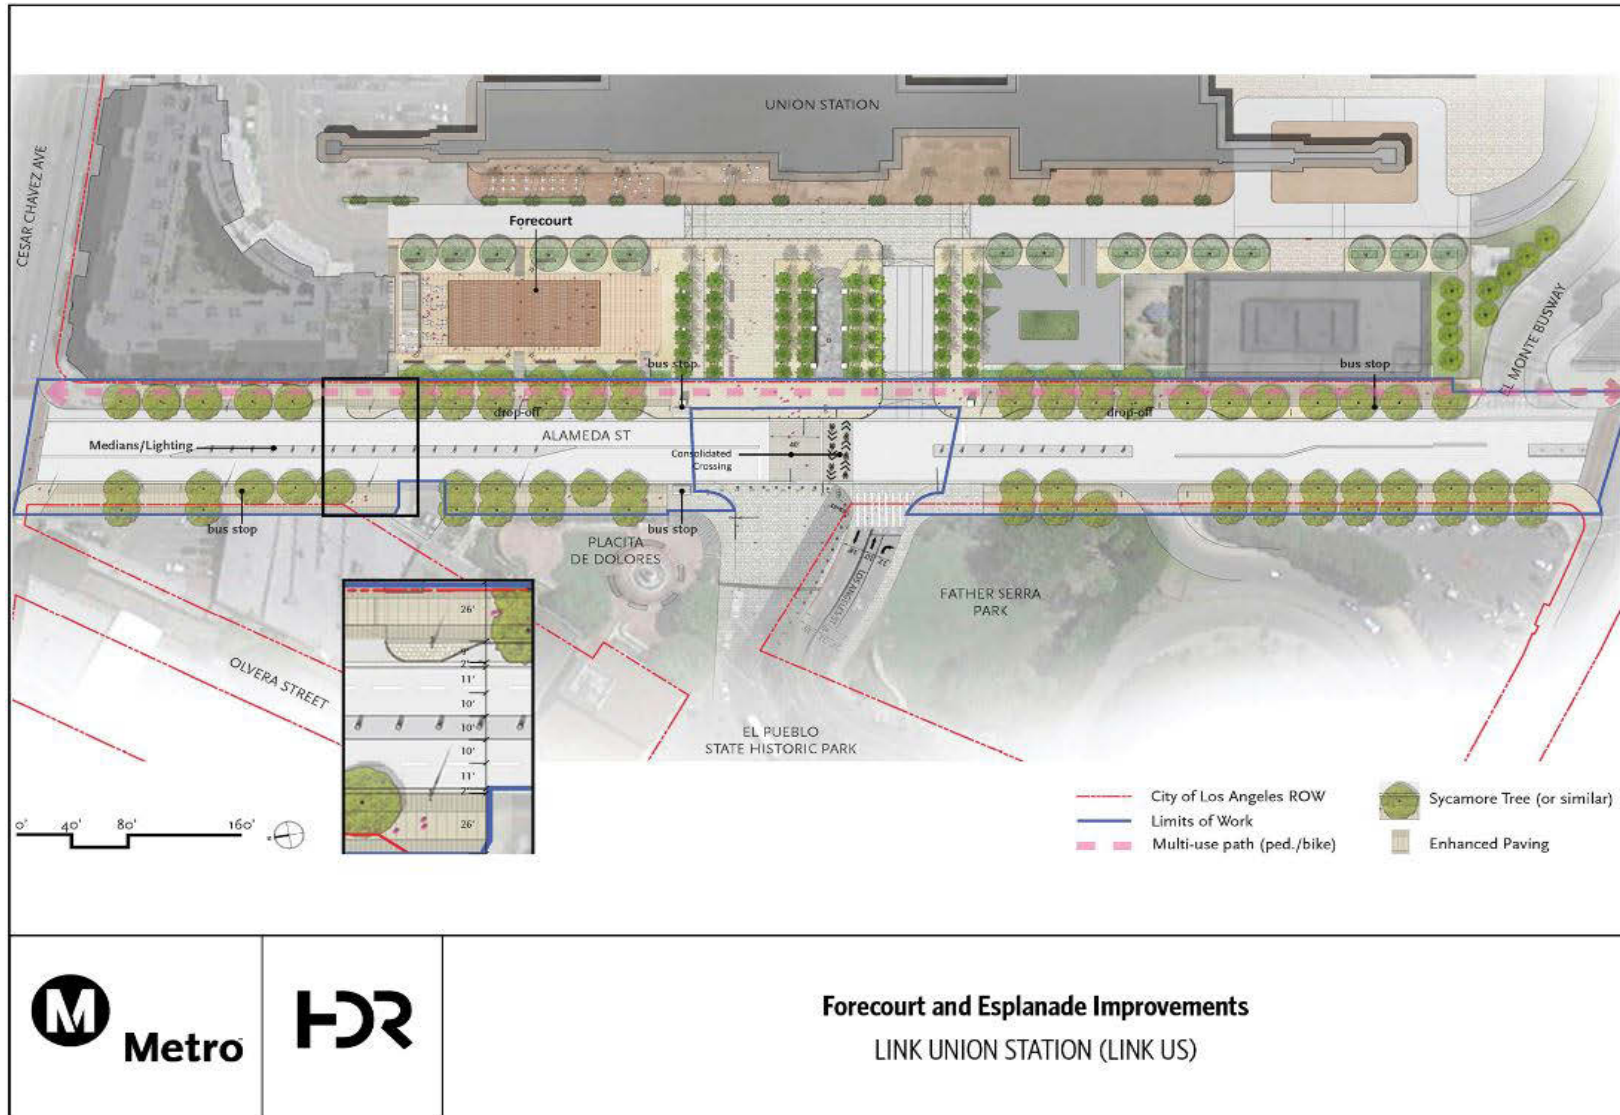 UNION STATION
CESAR CHAVEZ AVE
Forecourt
EL MONTE BUSWAY
bus stop
bus stop
drop-off
drop-off
ALAMEDA ST
Medians/Lighting
40'
Consolidated
Crossing
bus stop
bus stop
PLACITA
DE DOLORES
LOS ANGELES ST
FATHER SERRA
PARK
OLVERA STREET
EL PUEBLO
STATE HISTORIC PARK
26'
9'
2'
11'
10'
10'
10'
11'
2'
26'
0' 40' 80' 160'
City of Los Angeles ROW
Limits of Work
Multi-use path (ped./bike)
Sycamore Tree (or similar)
Enhanced Paving
M
Metro
HDR
Forecourt and Esplanade Improvements
LINK UNION STATION (LINK US)